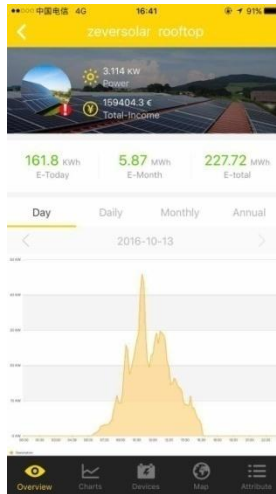 中国电信 4G 16:41 91%
zeversolar rooftop
3.114 KW
Power
159404.3 €
Total-Income
161.8 KWh 5.87 MWh 227.72 MWh
E-Today E-Month E-total
Day Daily Monthly Annual
2016-10-13
Overview Charts Devices Map Attribute